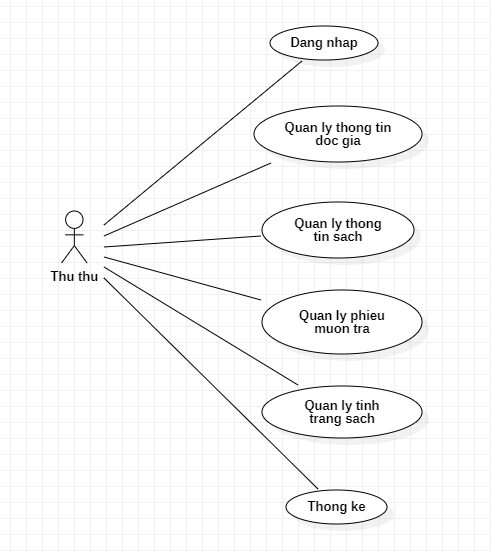 Dang nhap
Quan ly thong tin
doc gia
Quan ly thong
tin sach
Thu thu
Quan ly phieu
muon tra
Quan ly tinh
trang sach
Thong ke